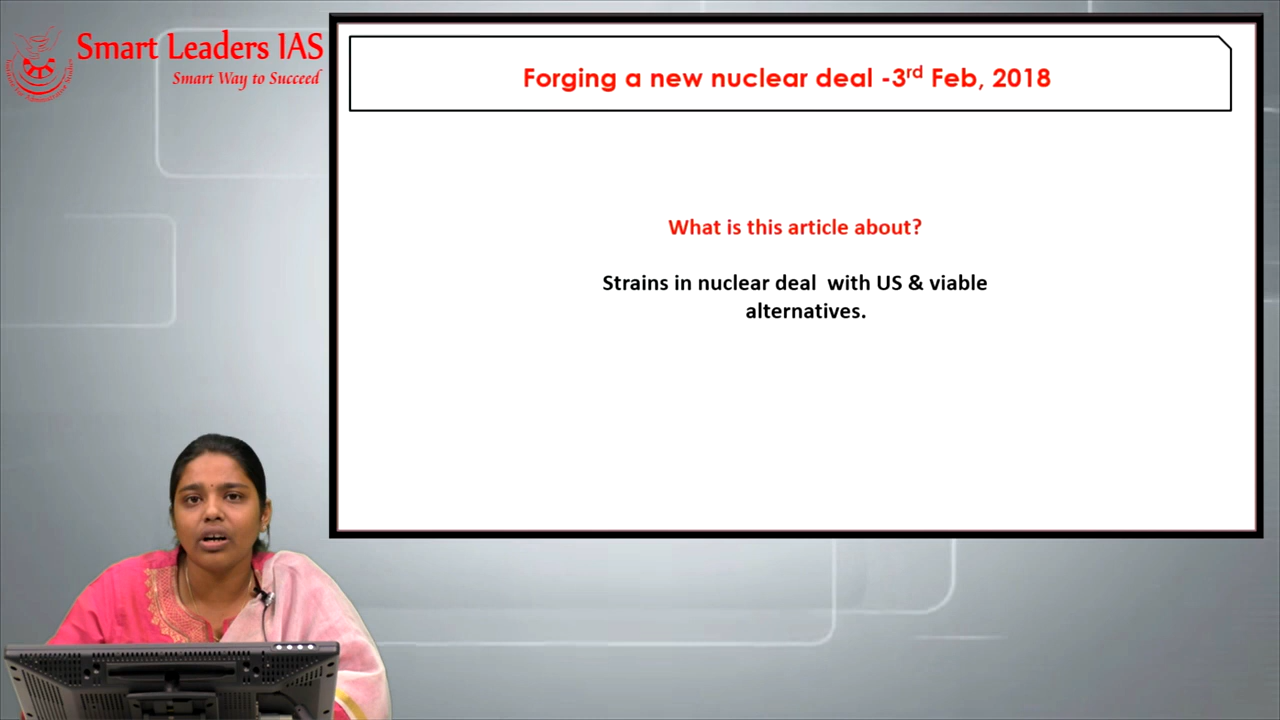 Smart Leaders IAS
Smart Way to Succeed
Forging a new nuclear deal -3rd Feb, 2018
What is this article about?
Strains in nuclear deal with US & viable
alternatives.